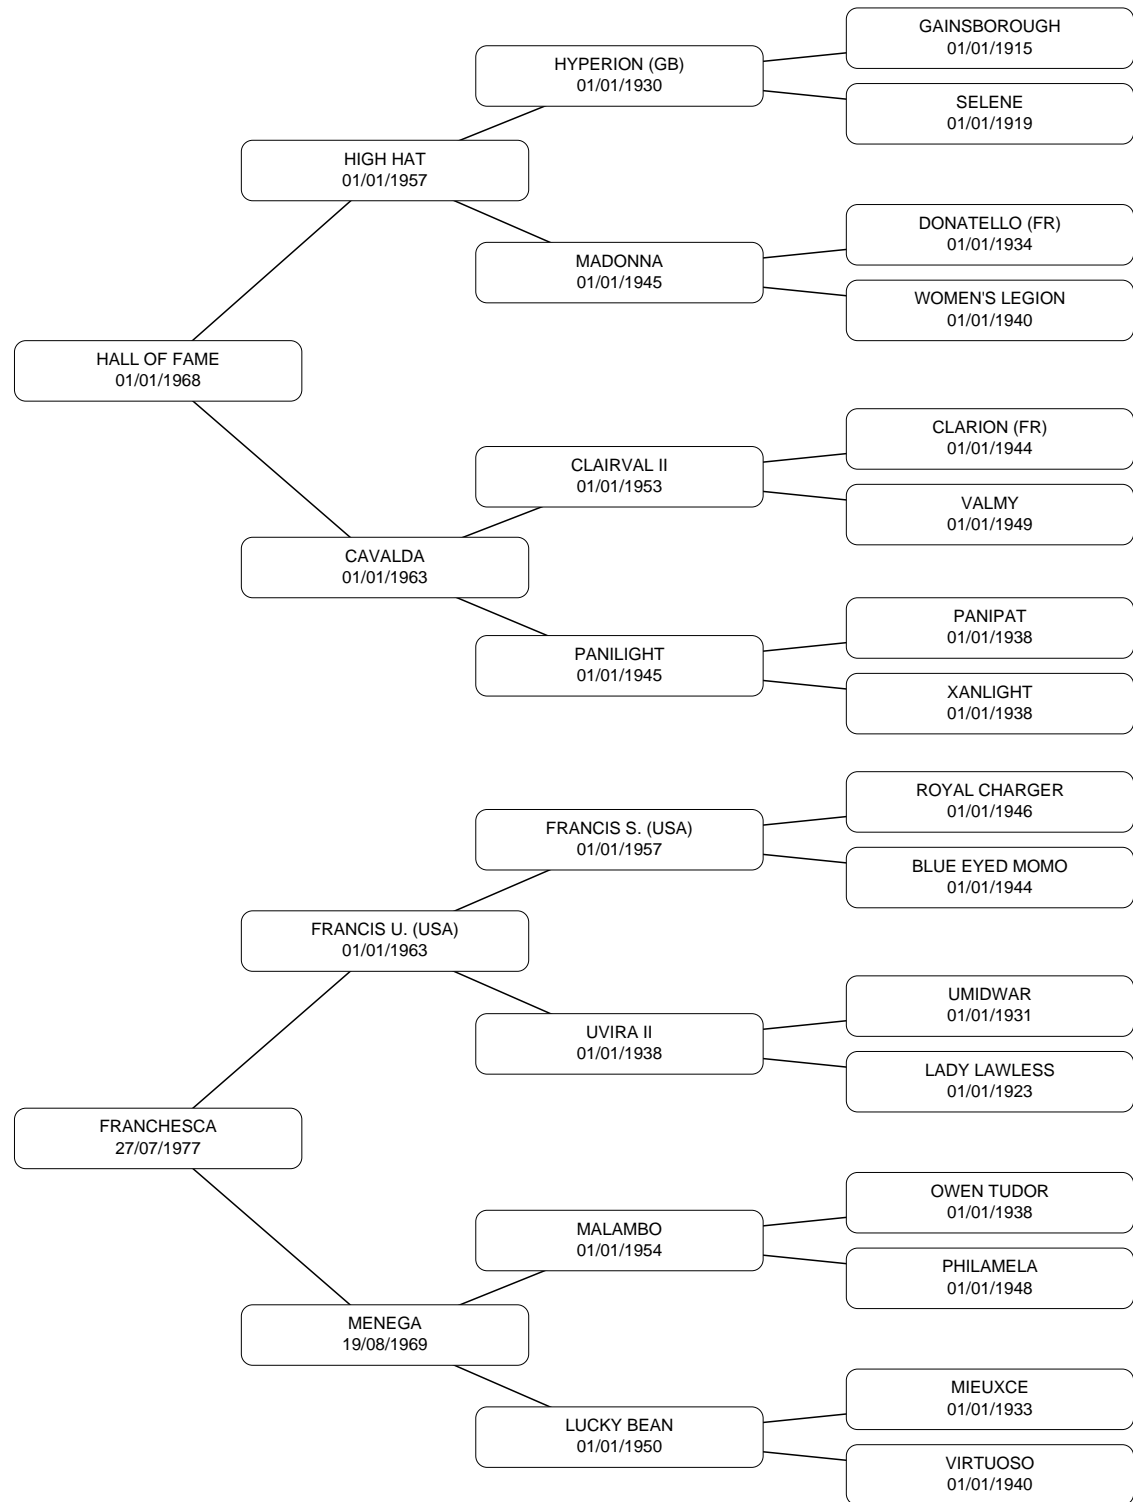 GAINSBOROUGH
01/01/1915
HYPERION (GB)
01/01/1930
SELENE
01/01/1919
HIGH HAT
01/01/1957
DONATELLO (FR)
01/01/1934
MADONNA
01/01/1945
WOMEN'S LEGION
01/01/1940
HALL OF FAME
01/01/1968
CLARION (FR)
01/01/1944
CLAIRVAL II
01/01/1953
VALMY
01/01/1949
CAVALDA
01/01/1963
PANIPAT
01/01/1938
PANILIGHT
01/01/1945
XANLIGHT
01/01/1938
ROYAL CHARGER
01/01/1946
FRANCIS S. (USA)
01/01/1957
BLUE EYED MOMO
01/01/1944
FRANCIS U. (USA)
01/01/1963
UMIDWAR
01/01/1931
UVIRA II
01/01/1938
LADY LAWLESS
01/01/1923
FRANCHESCA
27/07/1977
OWEN TUDOR
01/01/1938
MALAMBO
01/01/1954
PHILAMELA
01/01/1948
MENEGA
19/08/1969
MIEUXCE
01/01/1933
LUCKY BEAN
01/01/1950
VIRTUOSO
01/01/1940